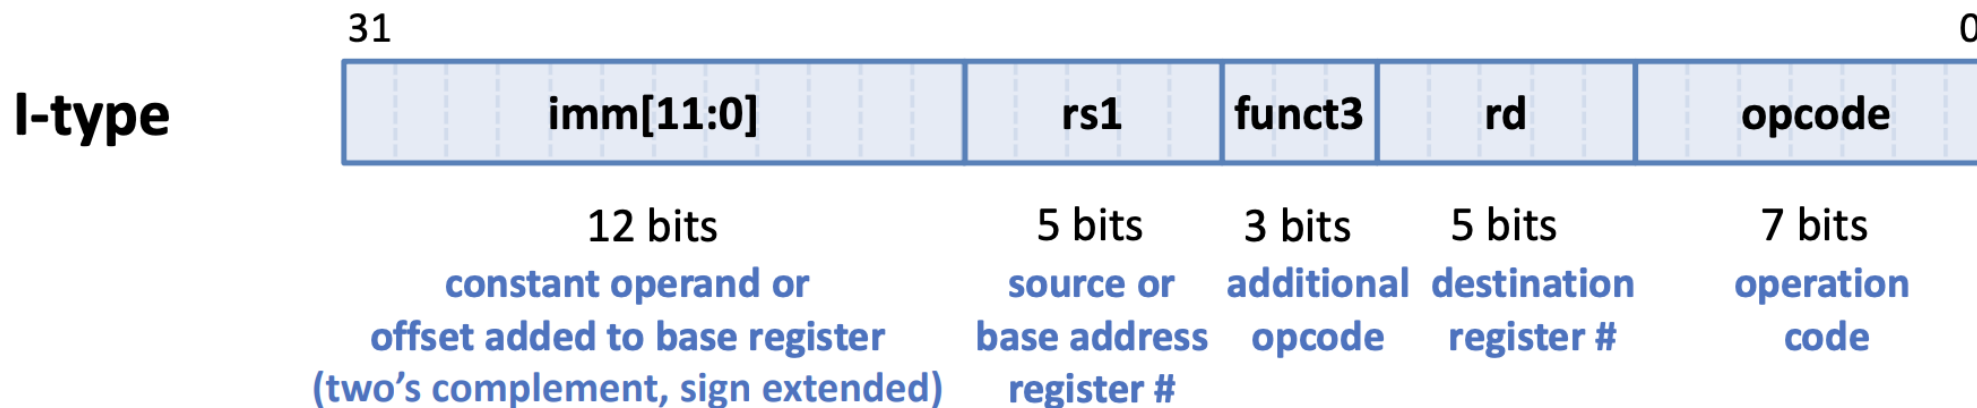 31 0
I-type imm[11:0] rs1 funct3 rd opcode
12 bits 5 bits 3 bits 5 bits 7 bits
constant operand or source or additional destination operation
offset added to base register base address opcode register # code
(two's complement, sign extended) register #